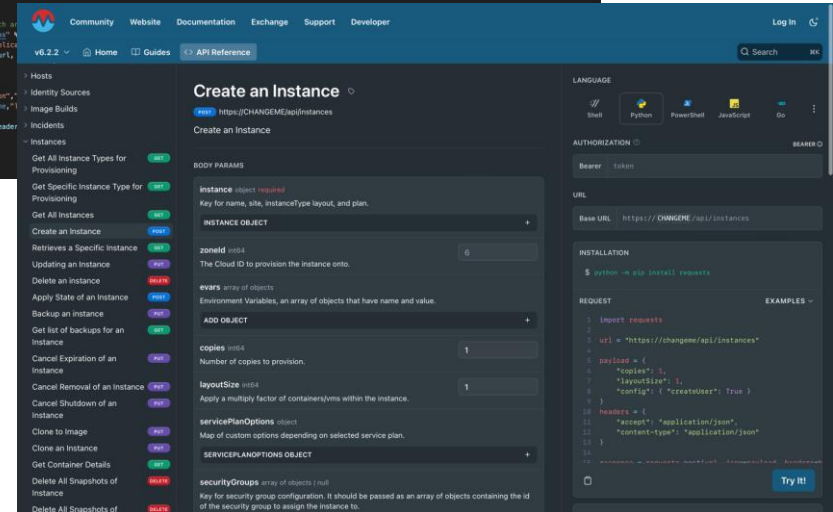 Community Website Documentation Exchange Support Developer Log In
v6.2.2 Home Guides <> API Reference Search ⌘K
Hosts
Identity Sources
Image Builds
Incidents
Instances
Get All Instance Types for Provisioning GET
Get Specific Instance Type for Provisioning GET
Get All Instances GET
Create an Instance POST
Retrieves a Specific Instance GET
Updating an Instance PUT
Delete an instance DELETE
Apply State of an Instance POST
Backup an instance PUT
Get list of backups for an Instance GET
Cancel Expiration of an Instance PUT
Cancel Removal of an Instance PUT
Cancel Shutdown of an Instance PUT
Clone to Image PUT
Clone an Instance PUT
Get Container Details GET
Delete All Snapshots of Instance DELETE
Delete All Snapshots of DELETE
Create an Instance
POST https://CHANGEME/api/instances
Create an Instance
BODY PARAMS
instance object required
Key for name, site, instanceType layout, and plan.
INSTANCE OBJECT +
zoneId int64 6
The Cloud ID to provision the instance onto.
evars array of objects
Environment Variables, an array of objects that have name and value.
ADD OBJECT +
copies int64 1
Number of copies to provision.
layoutSize int64 1
Apply a multiply factor of containers/vms within the instance.
servicePlanOptions object
Map of custom options depending on selected service plan.
SERVICEPLANOPTIONS OBJECT +
securityGroups array of objects | null
Key for security group configuration. It should be passed as an array of objects containing the id
of the security group to assign the instance to.
LANGUAGE
Shell Python PowerShell JavaScript Go
AUTHORIZATION BEARER
Bearer token
URL
Base URL https://CHANGEME/api/instances
INSTALLATION
$ python -m pip install requests
REQUEST EXAMPLES
1 import requests
2
3 url = "https://changeme/api/instances"
4
5 payload = {
6 "copies": 1,
7 "layoutSize": 1,
8 "config": { "createUser": True }
9 }
10 headers = {
11 "accept": "application/json",
12 "content-type": "application/json"
13 }
14
Try It!